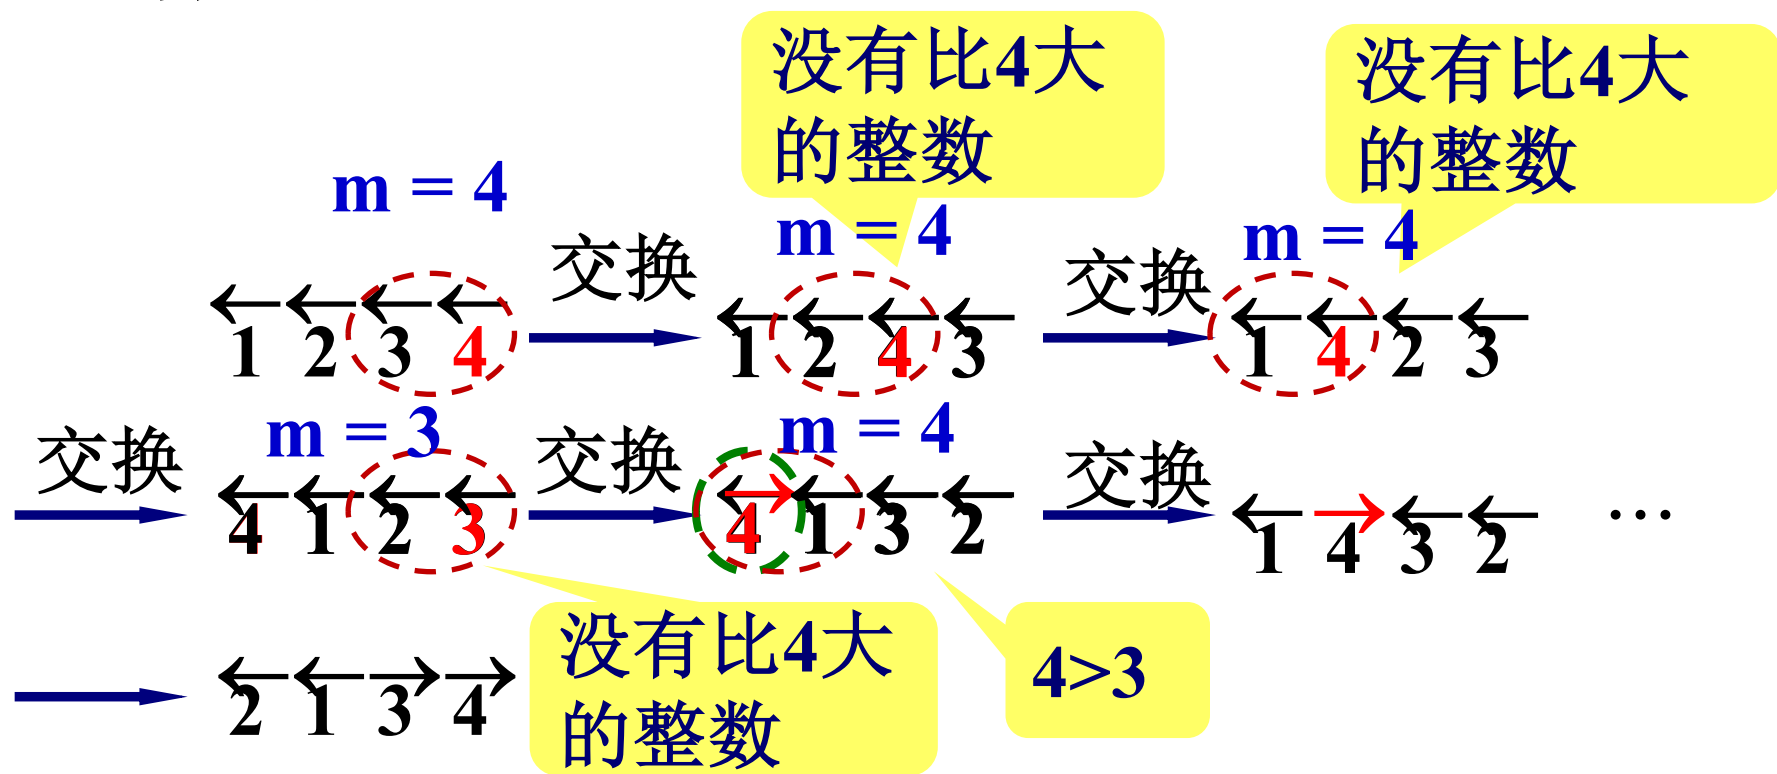 没有比4大
的整数
没有比4大
的整数
m = 4
m = 4
m = 4
←←←←
1 2 3 4
交换
←←←←
1 2 4 3
交换
←←←←
1 4 2 3
交换
m = 3
←←←←
4 1 2 3
交换
m = 4
→←←←
4 1 3 2
交换
←→←←
1 4 3 2
…
←←→→
2 1 3 4
没有比4大
的整数
4>3